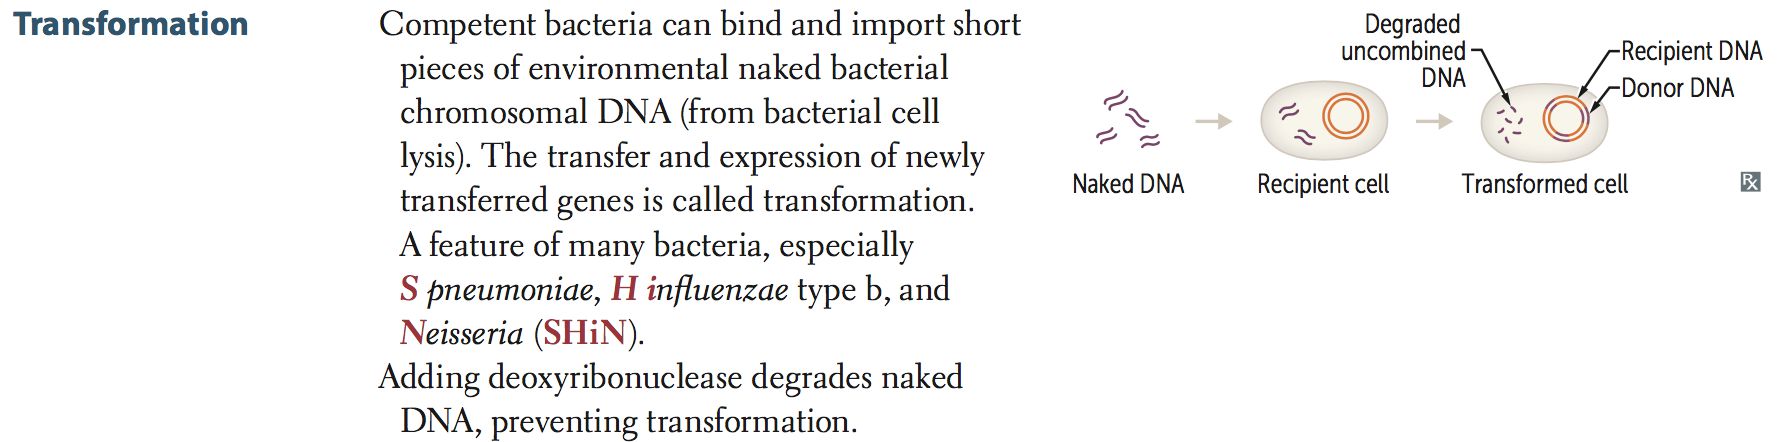 Transformation
Competent bacteria can bind and import short
pieces of environmental naked bacterial
chromosomal DNA (from bacterial cell
lysis). The transfer and expression of newly
transferred genes is called transformation.
A feature of many bacteria, especially
S pneumoniae, H influenzae type b, and
Neisseria (SHiN).
Adding deoxyribonuclease degrades naked
DNA, preventing transformation.
Degraded
uncombined
DNA
Recipient DNA
Donor DNA
Naked DNA
Recipient cell
Transformed cell
Rx